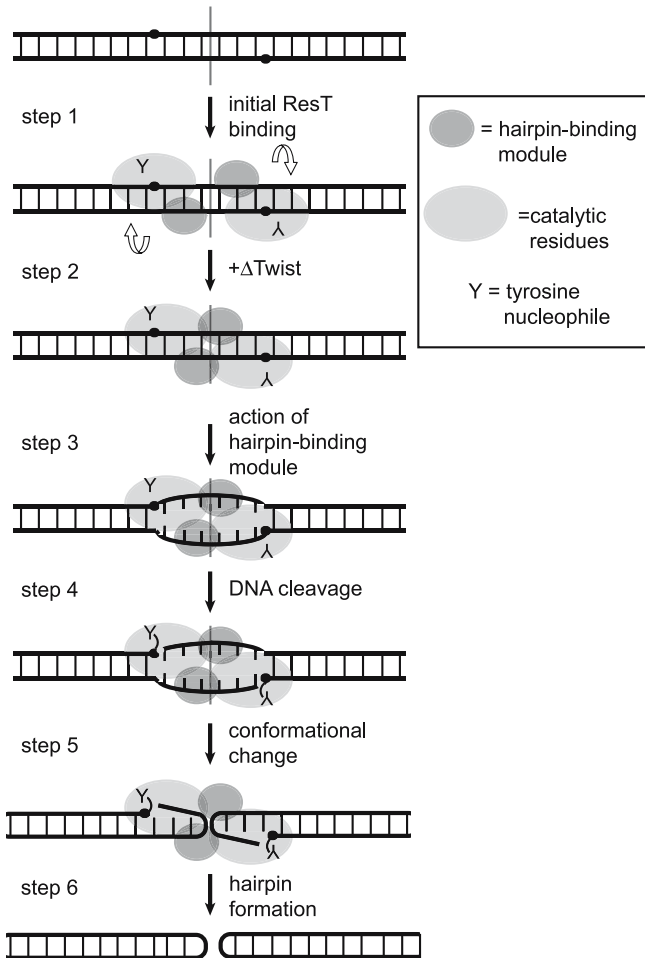 step 1
initial ResT
binding
Y
Y
step 2
+ΔTwist
Y
Y
step 3
action of
hairpin-binding
module
Y
Y
step 4
DNA cleavage
Y
Y
step 5
conformational
change
Y
Y
step 6
hairpin
formation
= hairpin-binding
module
=catalytic
residues
Y = tyrosine
nucleophile